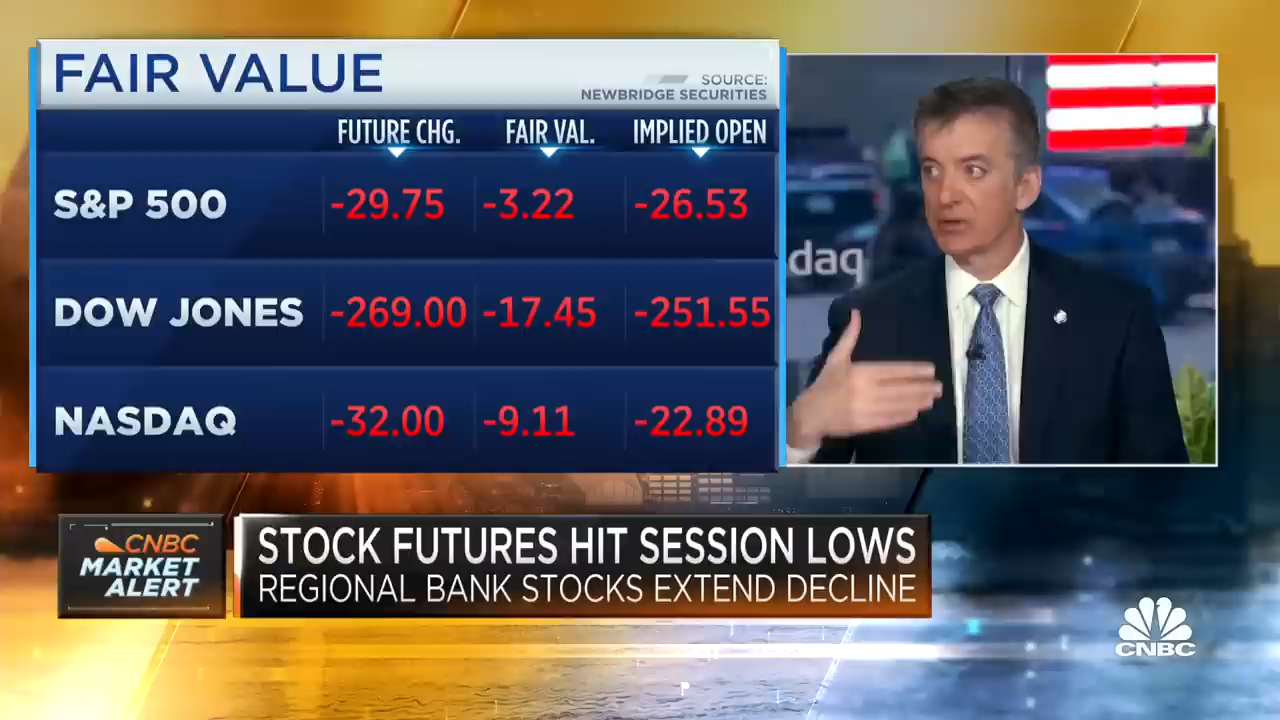 FAIR VALUE
SOURCE:
NEWBRIDGE SECURITIES
FUTURE CHG. FAIR VAL. IMPLIED OPEN
S&P 500 -29.75 -3.22 -26.53
DOW JONES -269.00 -17.45 -251.55
NASDAQ -32.00 -9.11 -22.89
daq
CNBC
MARKET
ALERT
STOCK FUTURES HIT SESSION LOWS
REGIONAL BANK STOCKS EXTEND DECLINE
CNBC